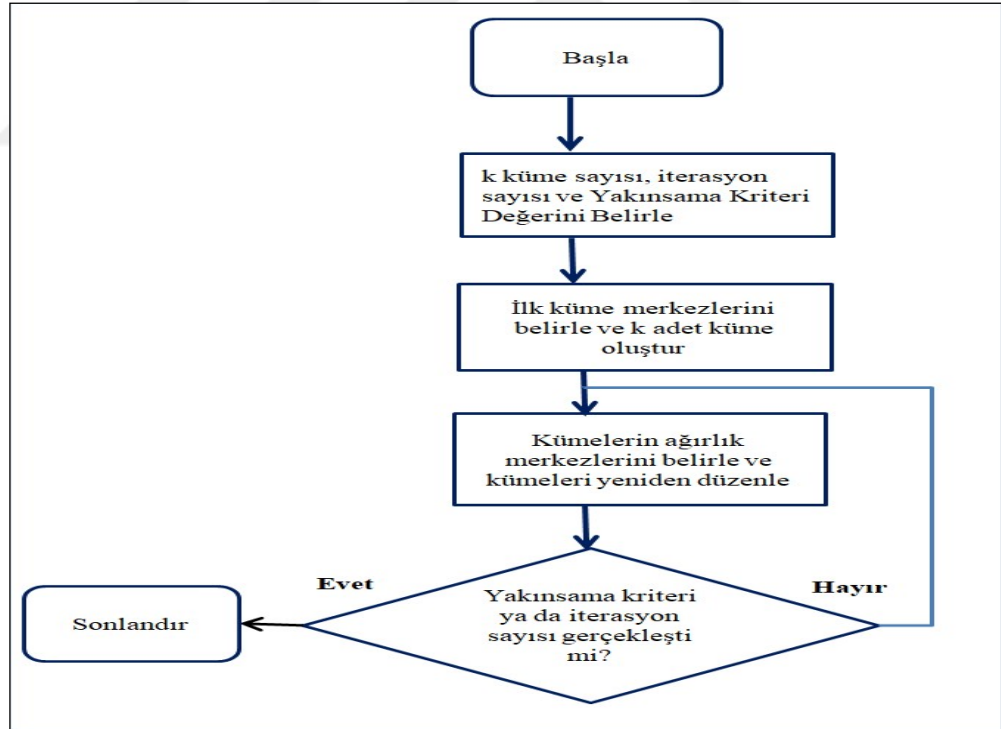 Başla
k küme sayısı, iterasyon
sayısı ve Yakınsama Kriteri
Değerini Belirle
İlk küme merkezlerini
belirle ve k adet küme
oluştur
Kümelerin ağırlık
merkezlerini belirle ve
kümeleri yeniden düzenle
Yakınsama kriteri
ya da iterasyon
sayısı gerçekleşti
mi?
Evet
Hayır
Sonlandır